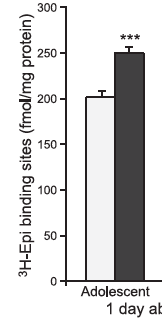 ³H-Epi binding sites (fmol/mg protein)
300
250
200
150
100
50
0
***
Adolescent
1 day ab